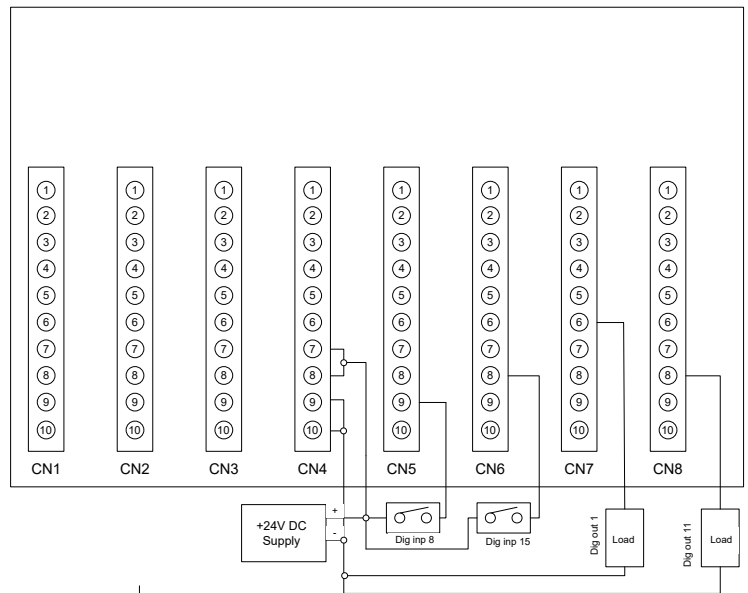 1 1 1 1 1 1 1 1
2 2 2 2 2 2 2 2
3 3 3 3 3 3 3 3
4 4 4 4 4 4 4 4
5 5 5 5 5 5 5 5
6 6 6 6 6 6 6 6
7 7 7 7 7 7 7 7
8 8 8 8 8 8 8 8
9 9 9 9 9 9 9 9
10 10 10 10 10 10 10 10
CN1 CN2 CN3 CN4 CN5 CN6 CN7 CN8
+24V DC
Supply
+
-
Dig inp 8
Dig inp 15
Dig out 1
Load
Dig out 11
Load